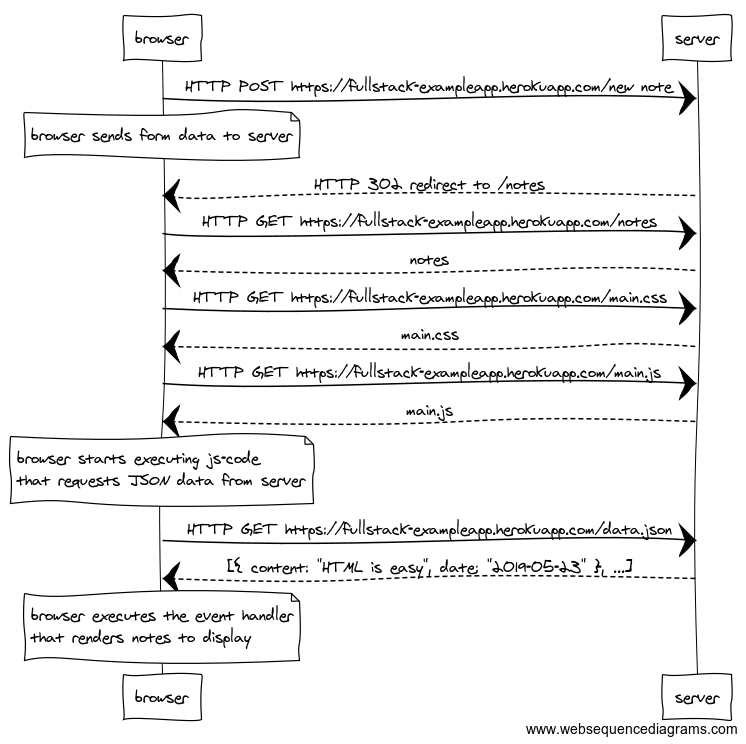 browser
server
HTTP POST https://fullstack-exampleapp.herokuapp.com/new note
browser sends form data to server
HTTP 302 redirect to /notes
HTTP GET https://fullstack-exampleapp.herokuapp.com/notes
notes
HTTP GET https://fullstack-exampleapp.herokuapp.com/main.css
main.css
HTTP GET https://fullstack-exampleapp.herokuapp.com/main.js
main.js
browser starts executing js-code
that requests JSON data from server
HTTP GET https://fullstack-exampleapp.herokuapp.com/data.json
[{ content: "HTML is easy", date: "2019-05-23" }, ...]
browser executes the event handler
that renders notes to display
browser
server
www.websequencediagrams.com